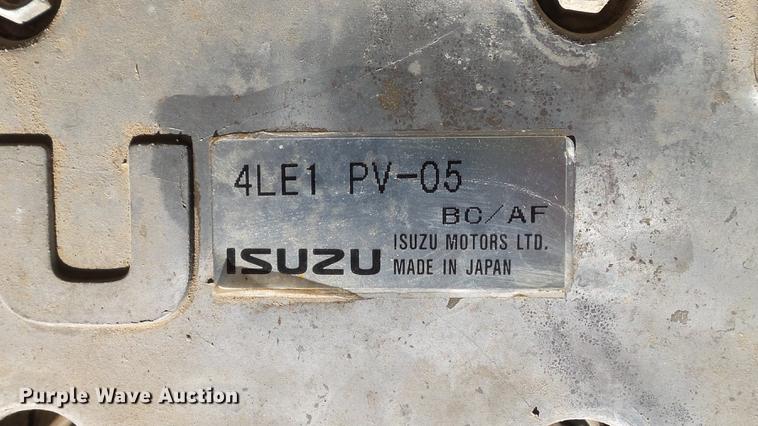 4LE1 PV-05
BC/AF
ISUZU ISUZU MOTORS LTD.
MADE IN JAPAN
U
Purple Wave Auction